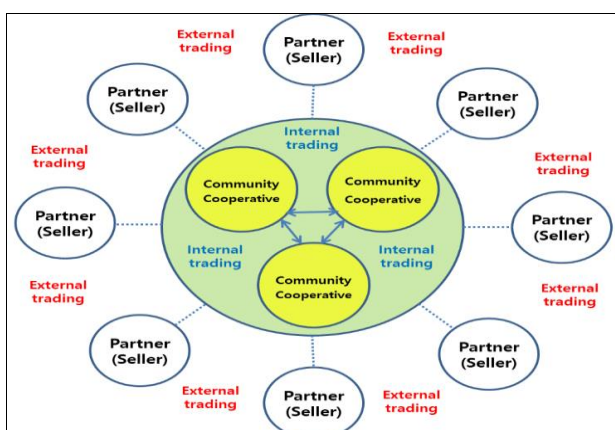 External
trading
Partner
(Seller)
External
trading
Partner
(Seller)
Partner
(Seller)
Internal
trading
External
trading
External
trading
Community
Cooperative
Community
Cooperative
Partner
(Seller)
Partner
(Seller)
Internal
trading
Internal
trading
External
trading
Community
Cooperative
External
trading
Partner
(Seller)
Partner
(Seller)
External
trading
Partner
(Seller)
External
trading